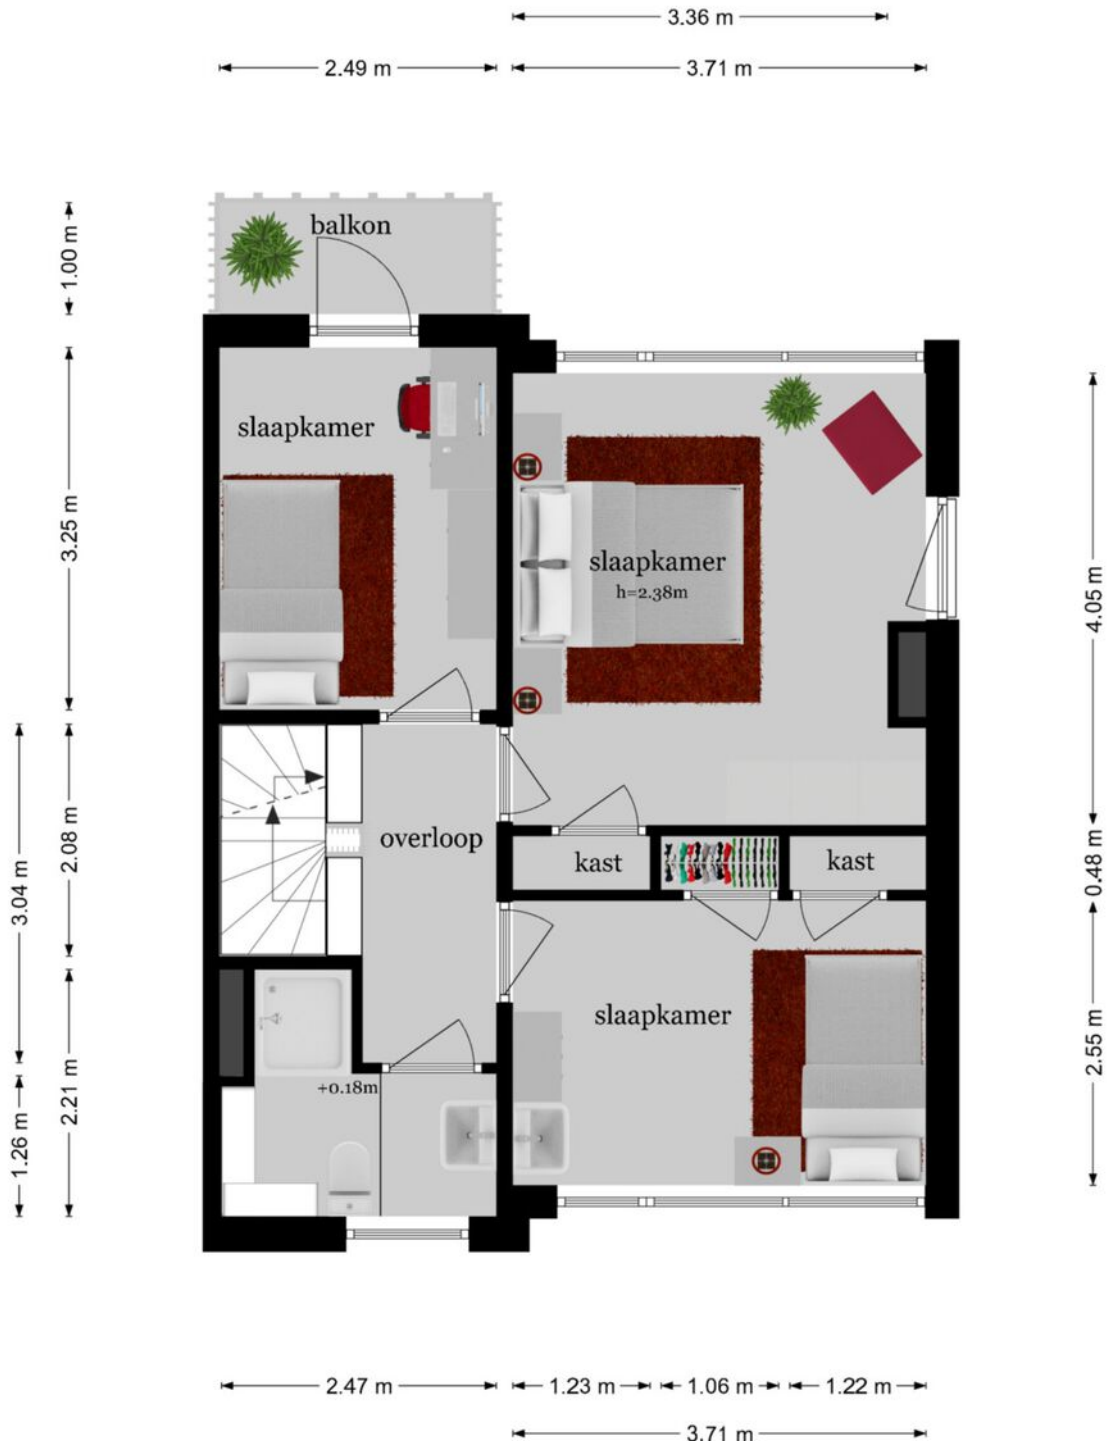 3.36 m
2.49 m
3.71 m
balkon
1.00 m
slaapkamer
3.25 m
slaapkamer
h=2.38m
4.05 m
overloop
2.08 m
3.04 m
kast
kast
0.48 m
slaapkamer
2.55 m
+0.18m
2.21 m
1.26 m
2.47 m
1.23 m
1.06 m
1.22 m
3.71 m